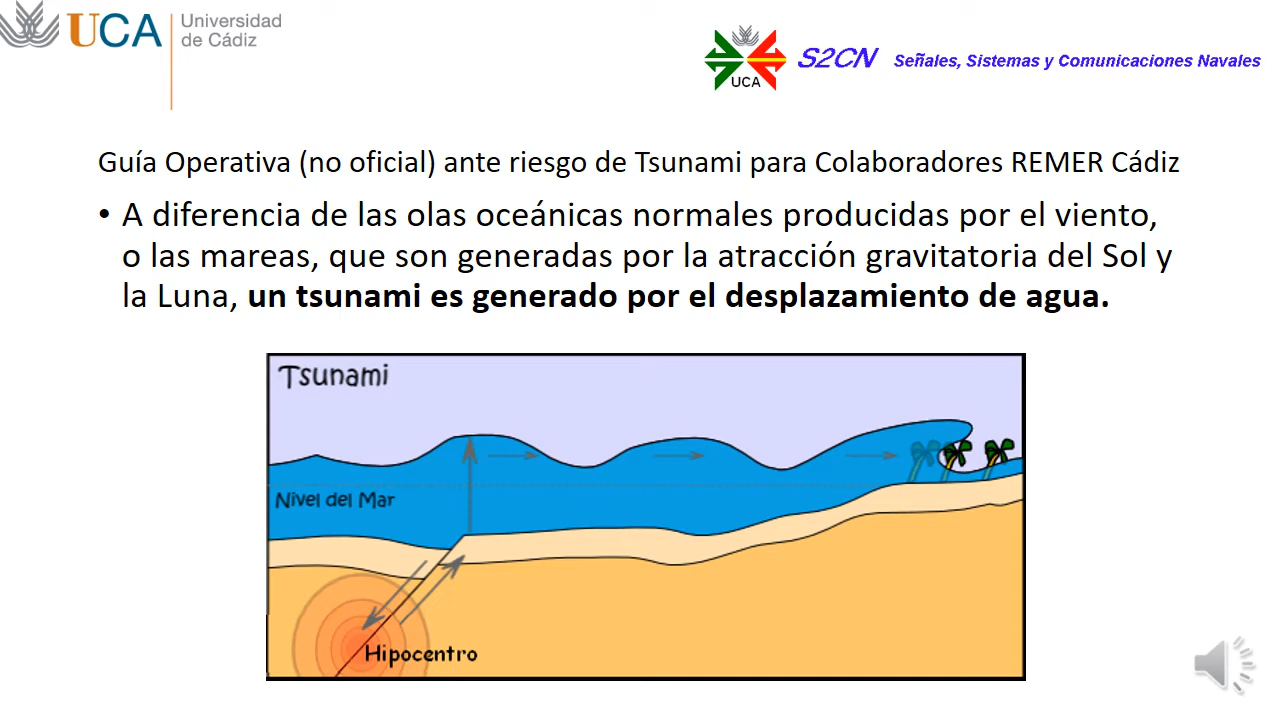 UCA
Universidad
de Cádiz
UCA
S2CN
Señales, Sistemas y Comunicaciones Navales
Guía Operativa (no oficial) ante riesgo de Tsunami para Colaboradores REMER Cádiz
• A diferencia de las olas oceánicas normales producidas por el viento,
o las mareas, que son generadas por la atracción gravitatoria del Sol y
la Luna, un tsunami es generado por el desplazamiento de agua.
Tsunami
Nivel del Mar
Hipocentro